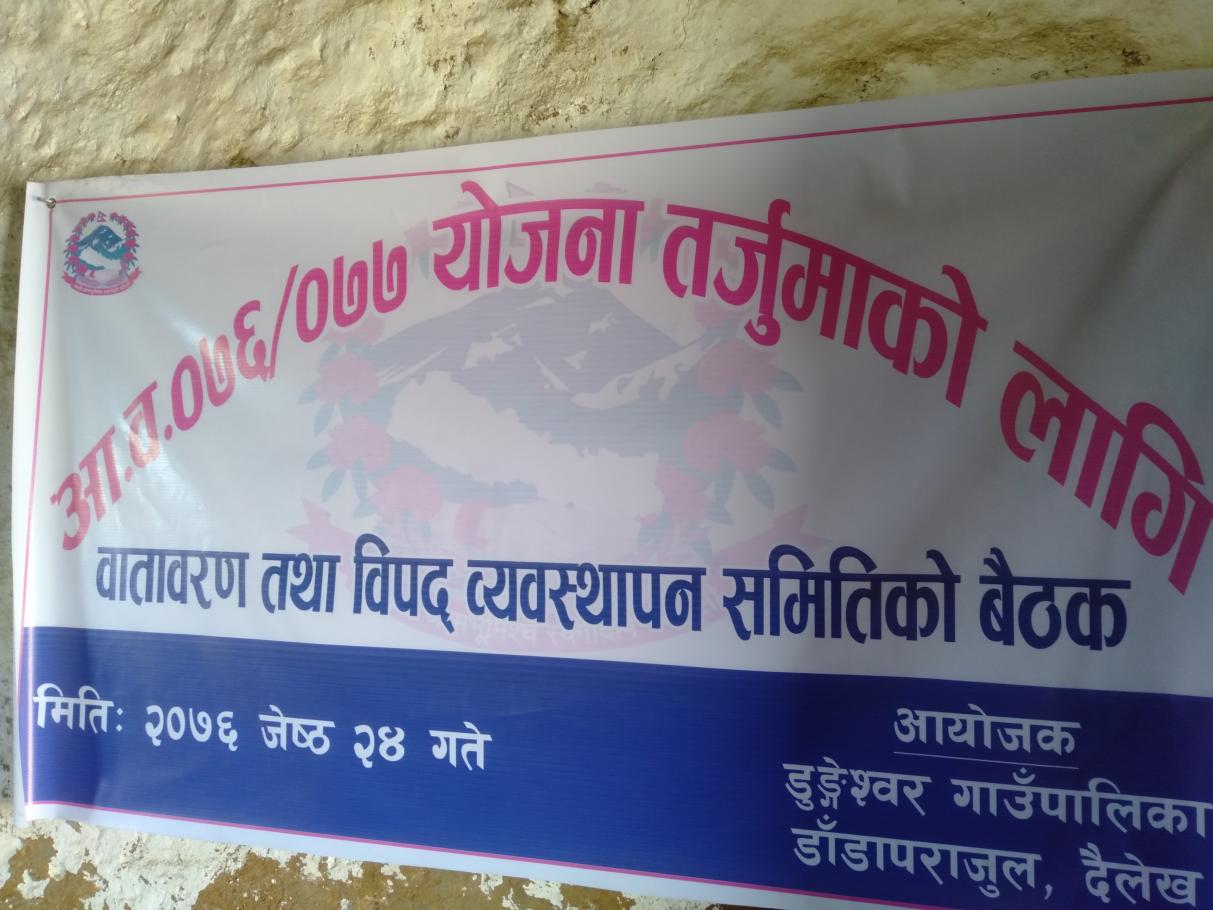 आ.व.०७६/०७७ योजना तर्जुमाको लागि
वातावरण तथा विपद् व्यवस्थापन समितिको बैठक
मितिः २०७६ जेष्ठ २४ गते
आयोजक
डुङ्गेश्वर गाउँपालिका
डाँडापराजुल, दैलेख